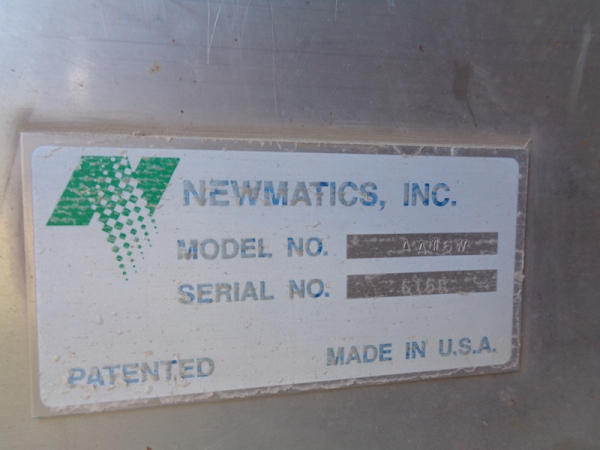 NEWMATICS, INC.
MODEL NO.
SERIAL NO.
PATENTED
MADE IN U.S.A.